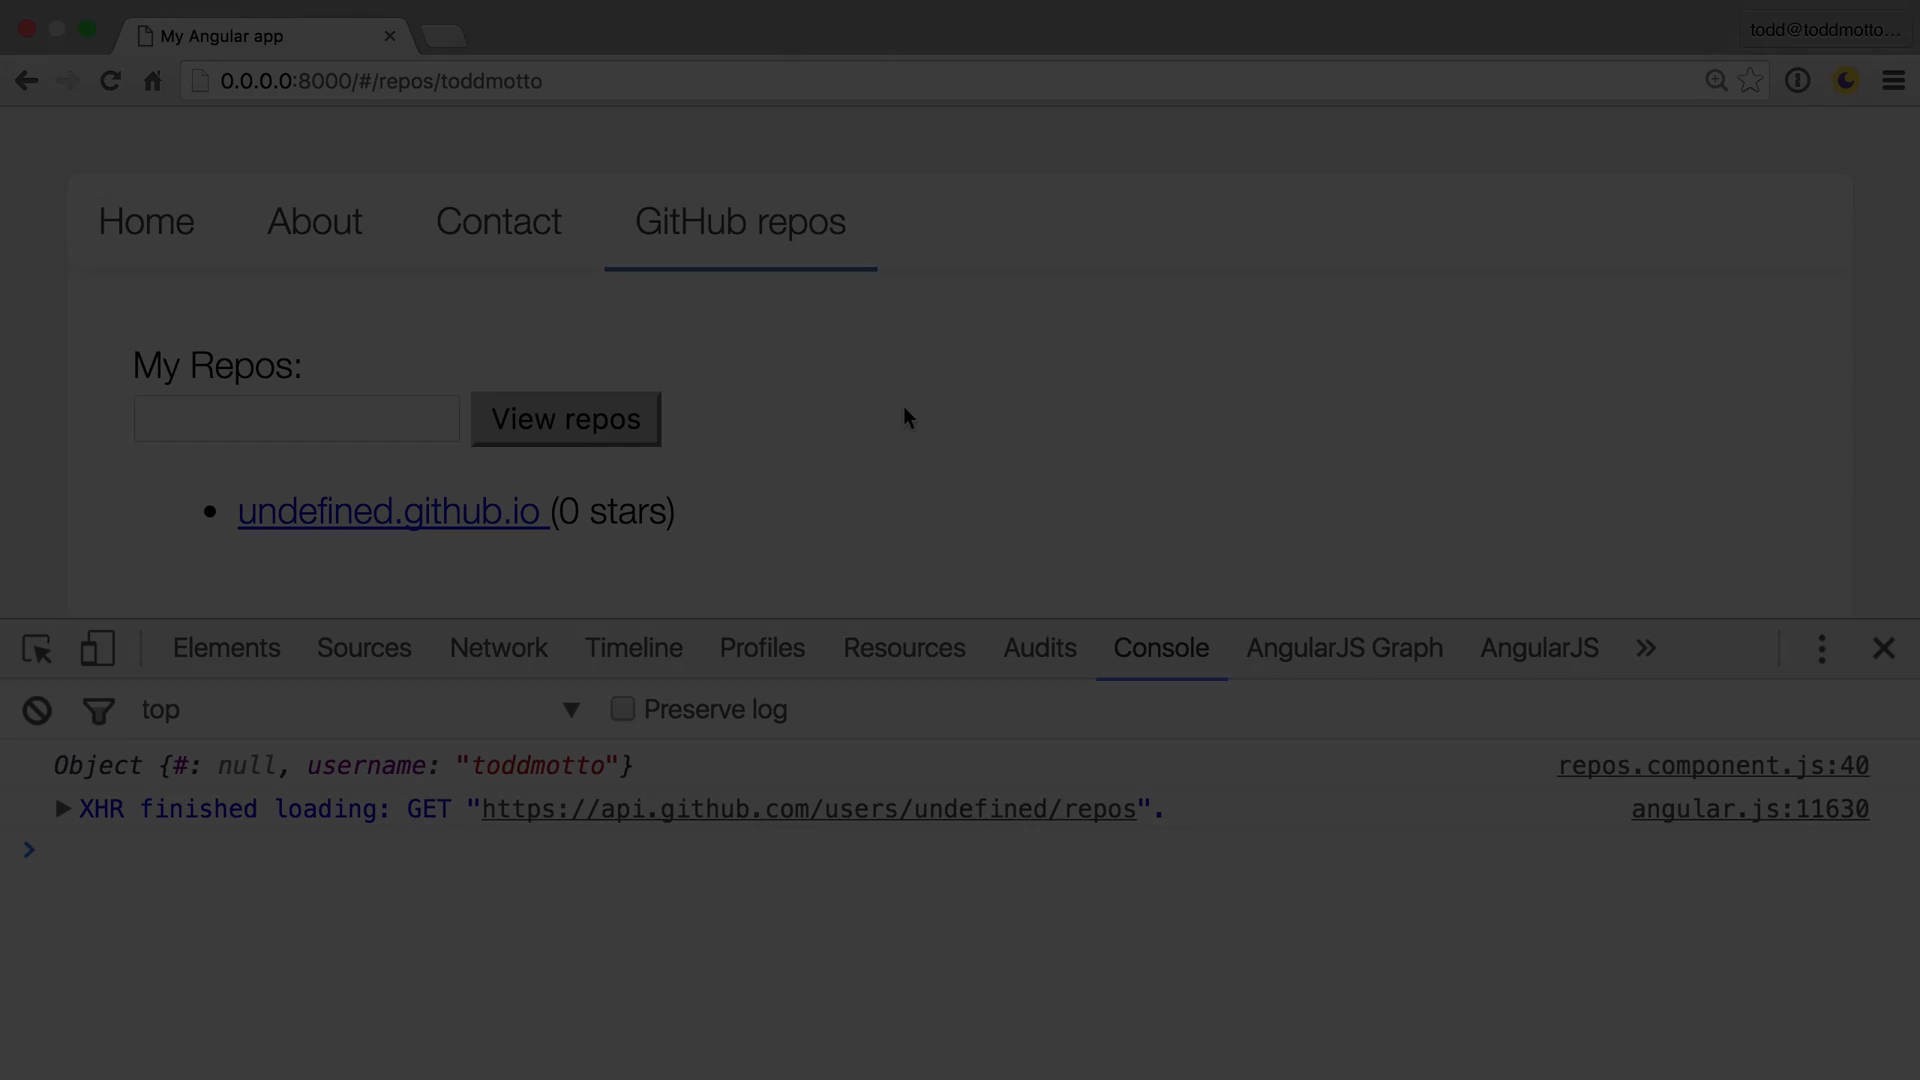 My Angular app
todd@toddmotto...
0.0.0.0:8000/#/repos/toddmotto
Home About Contact GitHub repos
My Repos:
View repos
undefined.github.io (0 stars)
Elements Sources Network Timeline Profiles Resources Audits Console AngularJS Graph AngularJS »
top Preserve log
Object {#: null, username: "toddmotto"} repos.component.js:40
XHR finished loading: GET "https://api.github.com/users/undefined/repos". angular.js:11630